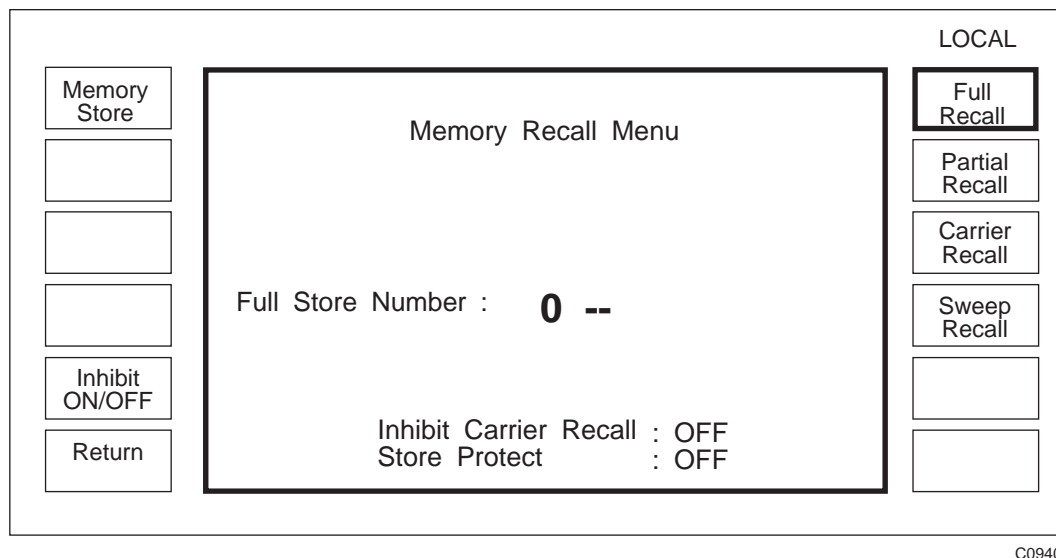 LOCAL
Memory
Store
Inhibit
ON/OFF
Return
Memory Recall Menu
Full Store Number : 0 --
Inhibit Carrier Recall : OFF
Store Protect : OFF
Full
Recall
Partial
Recall
Carrier
Recall
Sweep
Recall
C0940